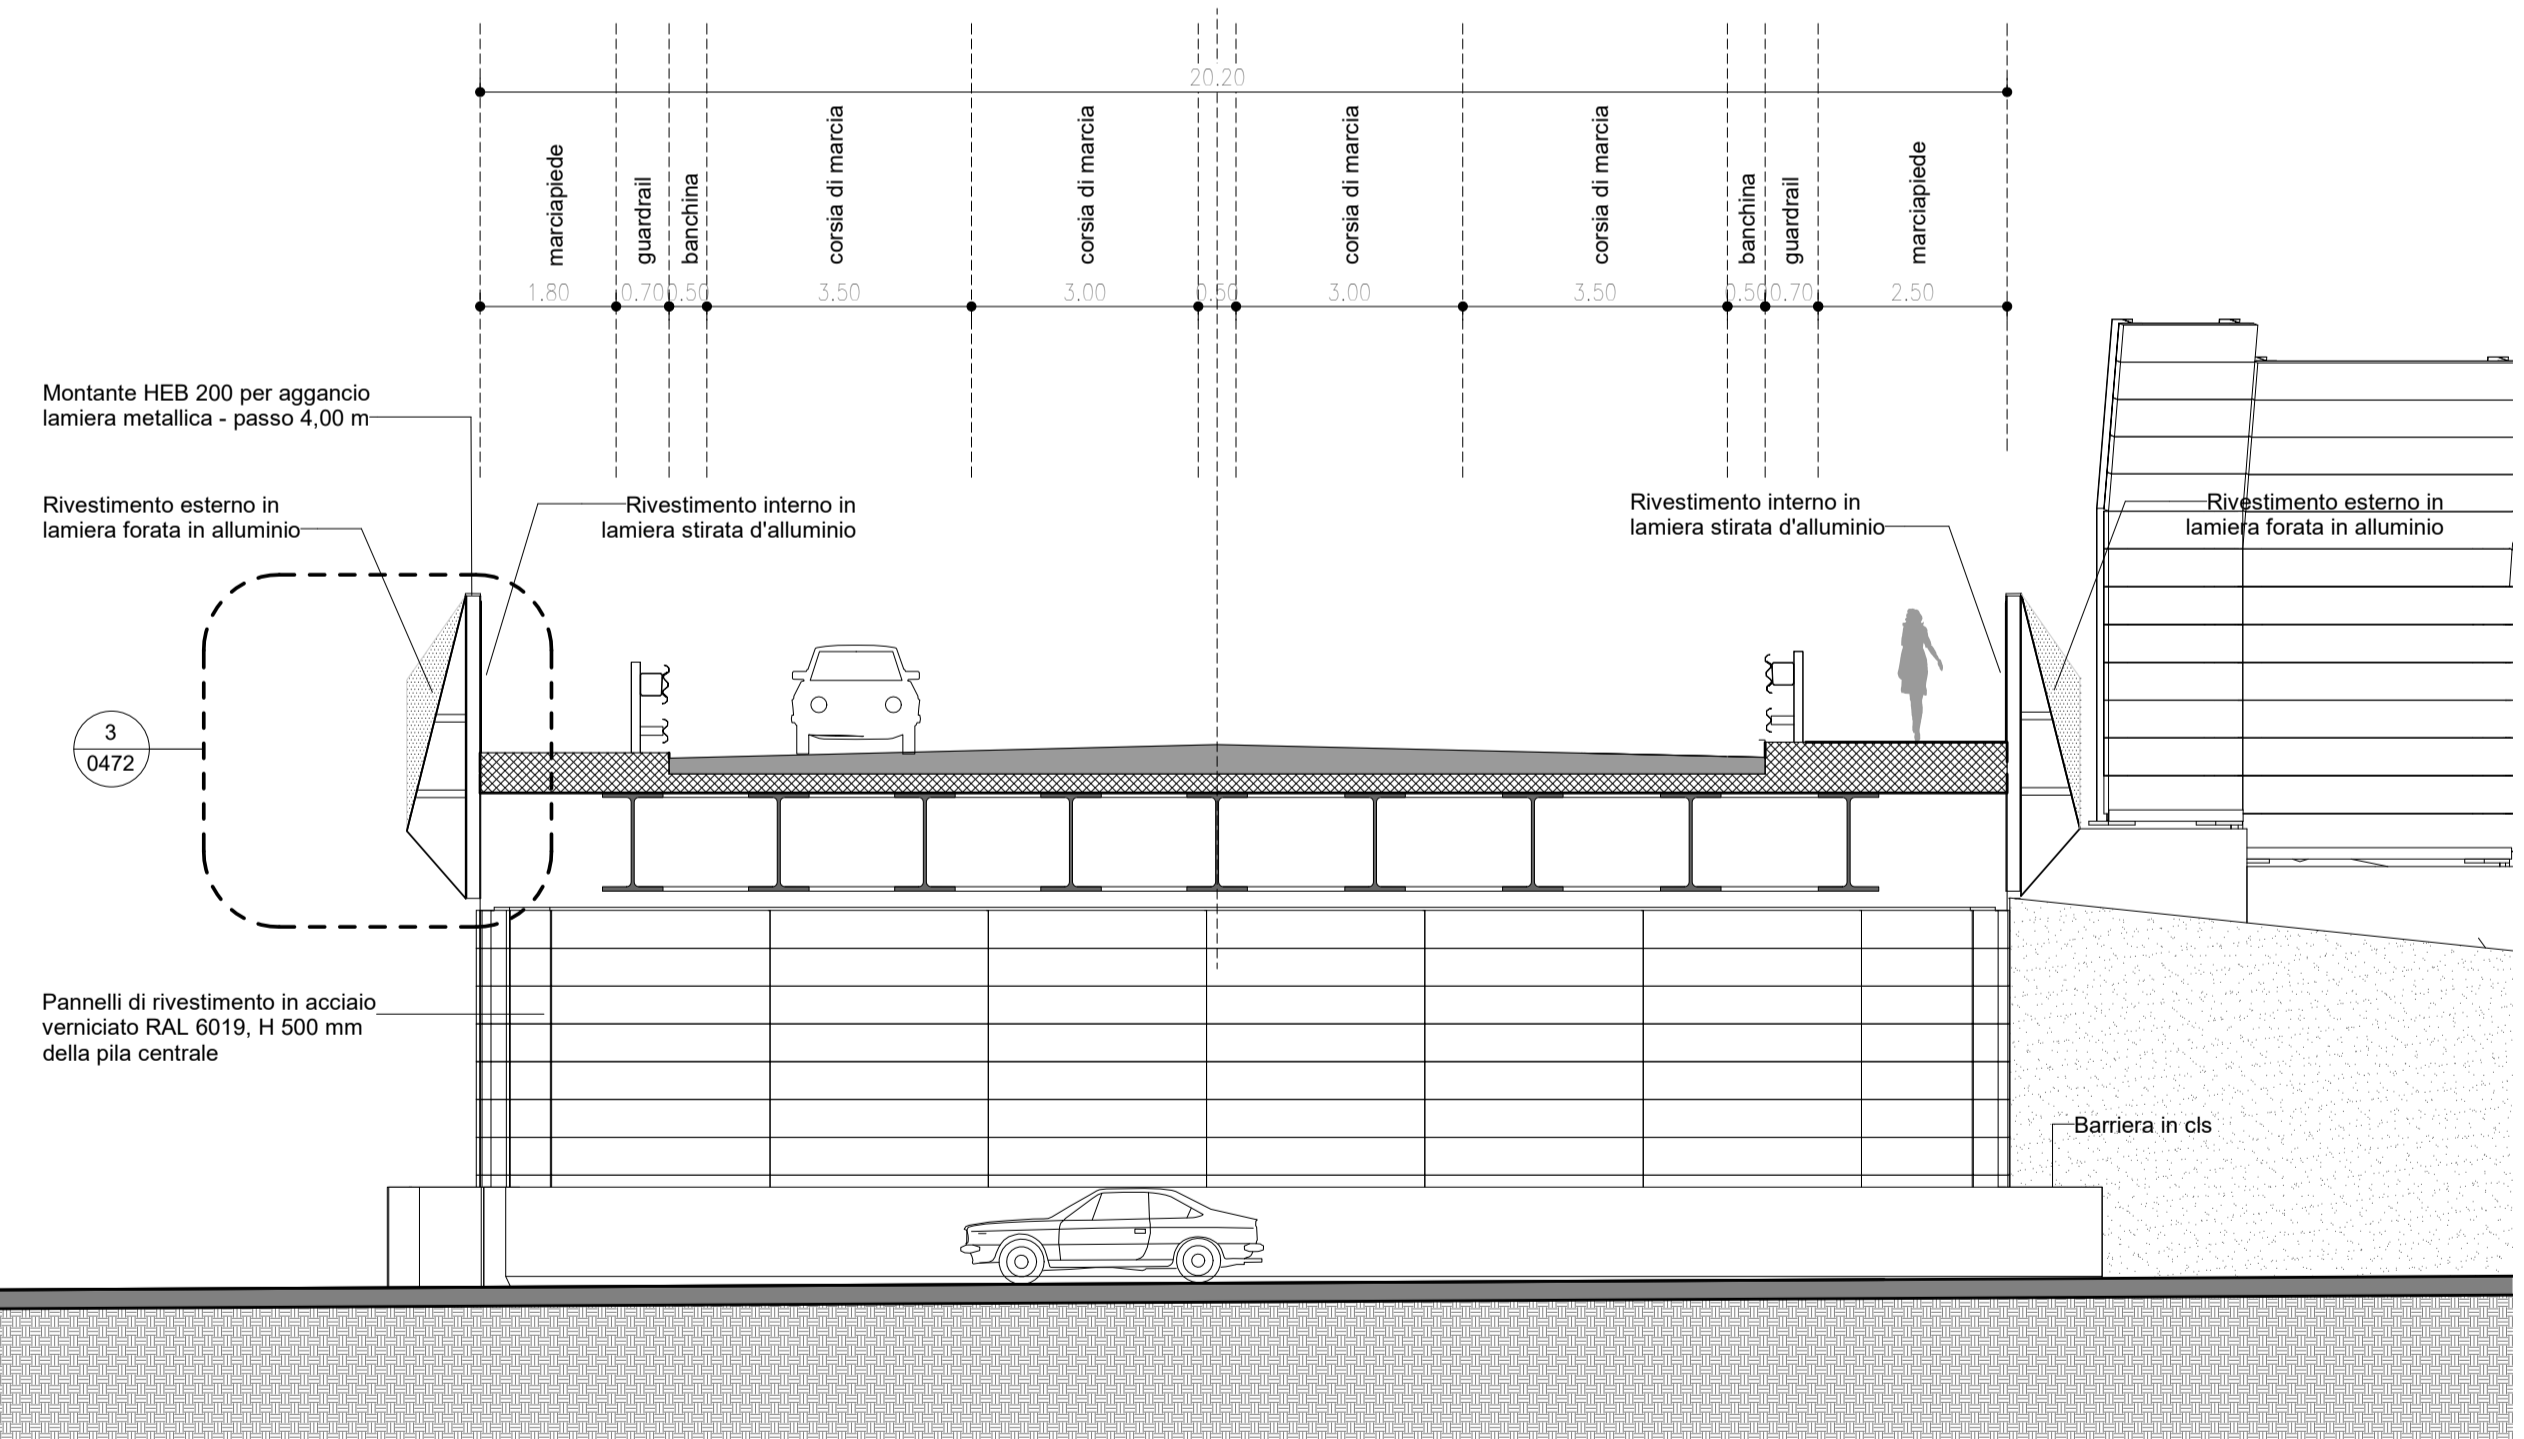 20.20
marciapiede
guardrail
banchina
corsia di marcia
corsia di marcia
corsia di marcia
corsia di marcia
banchina
guardrail
marciapiede
1.80
0.70
0.50
3.50
3.00
0.50
3.00
3.50
0.50
0.70
2.50
Montante HEB 200 per aggancio
lamiera metallica - passo 4,00 m
Rivestimento esterno in
lamiera forata in alluminio
Rivestimento interno in
lamiera stirata d'alluminio
Rivestimento interno in
lamiera stirata d'alluminio
Rivestimento esterno in
lamiera forata in alluminio
3
0472
Pannelli di rivestimento in acciaio
verniciato RAL 6019, H 500 mm
della pila centrale
Barriera in cls